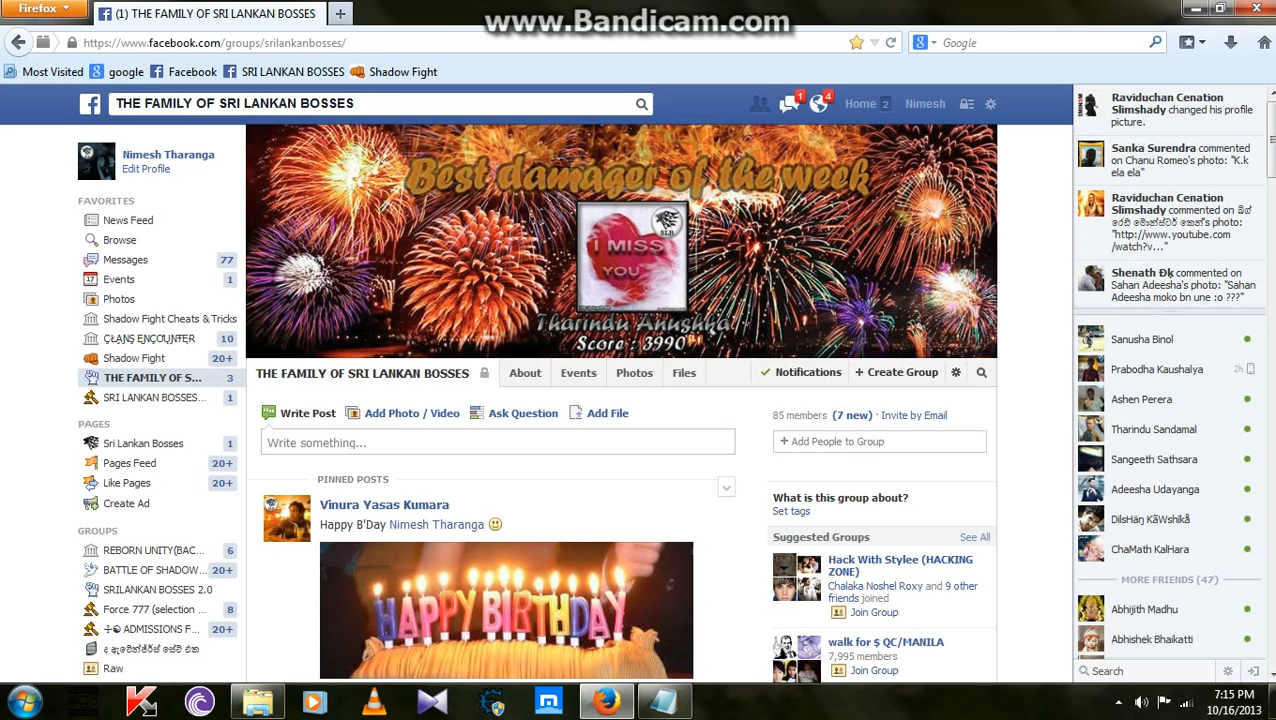 www.Bandicam.com
Firefox
(1) THE FAMILY OF SRI LANKAN BOSSES
https://www.facebook.com/groups/srilankanbosses/
Google
Most Visited
google
Facebook
SRI LANKAN BOSSES
Shadow Fight
THE FAMILY OF SRI LANKAN BOSSES
1
4
Home 2
Nimesh
Nimesh Tharanga
Edit Profile
FAVORITES
News Feed
Browse
Messages 77
Events 1
Photos
Shadow Fight Cheats & Tricks
CLANS ENCOUNTER 10
Shadow Fight 20+
THE FAMILY OF S... 3
SRI LANKAN BOSSES... 1
PAGES
Sri Lankan Bosses 1
Pages Feed 20+
Like Pages 20+
Create Ad
GROUPS
REBORN UNITY(BAC... 6
BATTLE OF SHADOW... 20+
SRILANKAN BOSSES 2.0
Force 777 (selection ... 8
ADMISSIONS F... 20+
Raw
Best damager of the week
SLB
I MISS
YOU
Tharindu Anushka
Score : 3990
THE FAMILY OF SRI LANKAN BOSSES
About
Events
Photos
Files
✓ Notifications
+ Create Group
Write Post
Add Photo / Video
Ask Question
Add File
Write something...
PINNED POSTS
Vinura Yasas Kumara
Happy B'Day Nimesh Tharanga
HAPPY BIRTHDAY
85 members (7 new) · Invite by Email
+ Add People to Group
What is this group about?
Set tags
Suggested Groups
See All
Hack With Stylee (HACKING
ZONE)
Chalaka Noshel Roxy and 9 other
friends joined
Join Group
walk for $ QC/MANILA
7,995 members
Join Group
Raviduchan Cenation
Slimshady changed his profile
picture.
Sanka Surendra commented
on Chanu Romeo's photo: "K.k
ela ela"
Raviduchan Cenation
Slimshady commented on
's photo:
"http://www.youtube.com
/watch?v..."
Shenath Đķ commented on
Sahan Adeesha's photo: "Sahan
Adeesha moko bn une :o ???"
Sanusha Binol
Prabodha Kaushalya 2h
Ashen Perera
Tharindu Sandamal
Sangeeth Sathsara
Adeesha Udayanga
ChaMath KalHara
MORE FRIENDS (47)
Abhijith Madhu
Abhishek Bhaikatti
Search
7:15 PM
10/16/2013